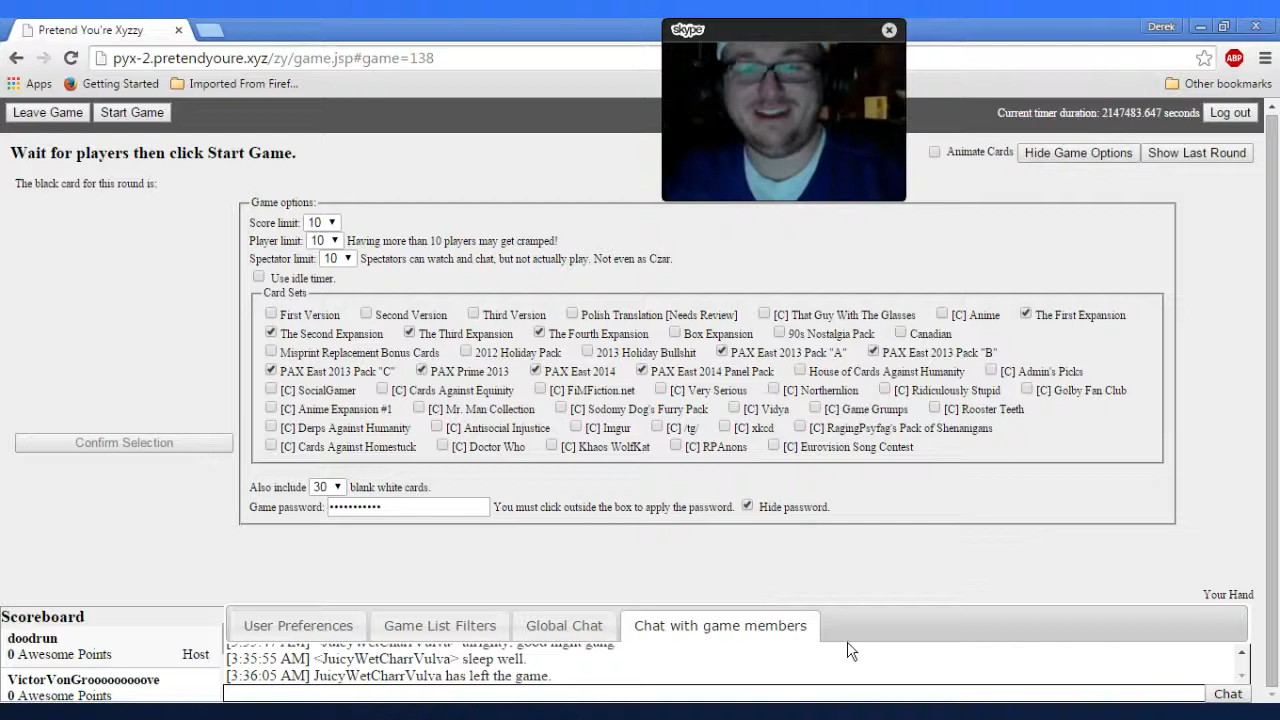 Pretend You're Xyzzy
Derek
pyx-2.pretendyoure.xyz/zy/game.jsp#game=138
ABP
Apps Getting Started Imported From Firef... Other bookmarks
skype
Leave Game Start Game Current timer duration: 2147483.647 seconds Log out
Wait for players then click Start Game. Animate Cards Hide Game Options Show Last Round
The black card for this round is:
Game options:
Score limit: 10
Player limit: 10 Having more than 10 players may get cramped!
Spectator limit: 10 Spectators can watch and chat, but not actually play. Not even as Czar.
Use idle timer.
Card Sets
First Version Second Version Third Version Polish Translation [Needs Review] [C] That Guy With The Glasses [C] Anime The First Expansion
The Second Expansion The Third Expansion The Fourth Expansion Box Expansion 90s Nostalgia Pack Canadian
Misprint Replacement Bonus Cards 2012 Holiday Pack 2013 Holiday Bullshit PAX East 2013 Pack "A" PAX East 2013 Pack "B"
PAX East 2013 Pack "C" PAX Prime 2013 PAX East 2014 PAX East 2014 Panel Pack House of Cards Against Humanity [C] Admin's Picks
[C] SocialGamer [C] Cards Against Equinity [C] FiMFiction.net [C] Very Serious [C] Northernlion [C] Ridiculously Stupid [C] Golby Fan Club
[C] Anime Expansion #1 [C] Mr. Man Collection [C] Sodomy Dog's Furry Pack [C] Vidya [C] Game Grumps [C] Rooster Teeth
[C] Derps Against Humanity [C] Antisocial Injustice [C] Imgur [C] /tg/ [C] xkcd [C] RagingPsyfag's Pack of Shenanigans
[C] Cards Against Homestuck [C] Doctor Who [C] Khaos WolfKat [C] RPAnons [C] Eurovision Song Contest
Confirm Selection
Also include 30 blank white cards.
Game password: ••••••••••• You must click outside the box to apply the password. Hide password.
Your Hand
Scoreboard
doodrun
0 Awesome Points Host
VictorVonGrooooooooove
0 Awesome Points
User Preferences Game List Filters Global Chat Chat with game members
[3:35:47 AM] <JuicyWetCharrVulva> alrighty, good night gang
[3:35:55 AM] <JuicyWetCharrVulva> sleep well.
[3:36:05 AM] JuicyWetCharrVulva has left the game.
Chat